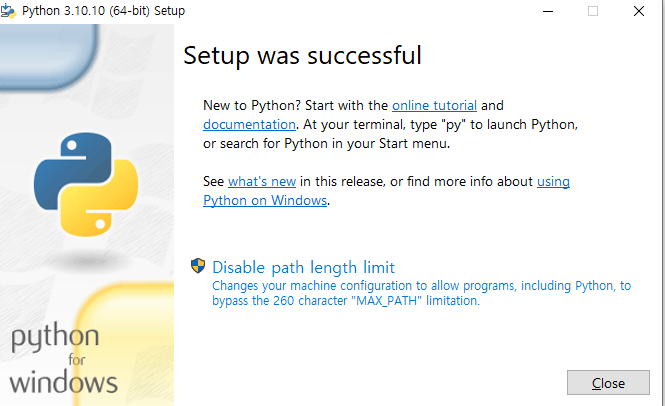 Python 3.10.10 (64-bit) Setup
Setup was successful
New to Python? Start with the online tutorial and
documentation. At your terminal, type "py" to launch Python,
or search for Python in your Start menu.
See what's new in this release, or find more info about using
Python on Windows.
Disable path length limit
Changes your machine configuration to allow programs, including Python, to
bypass the 260 character "MAX_PATH" limitation.
python
for
windows
Close